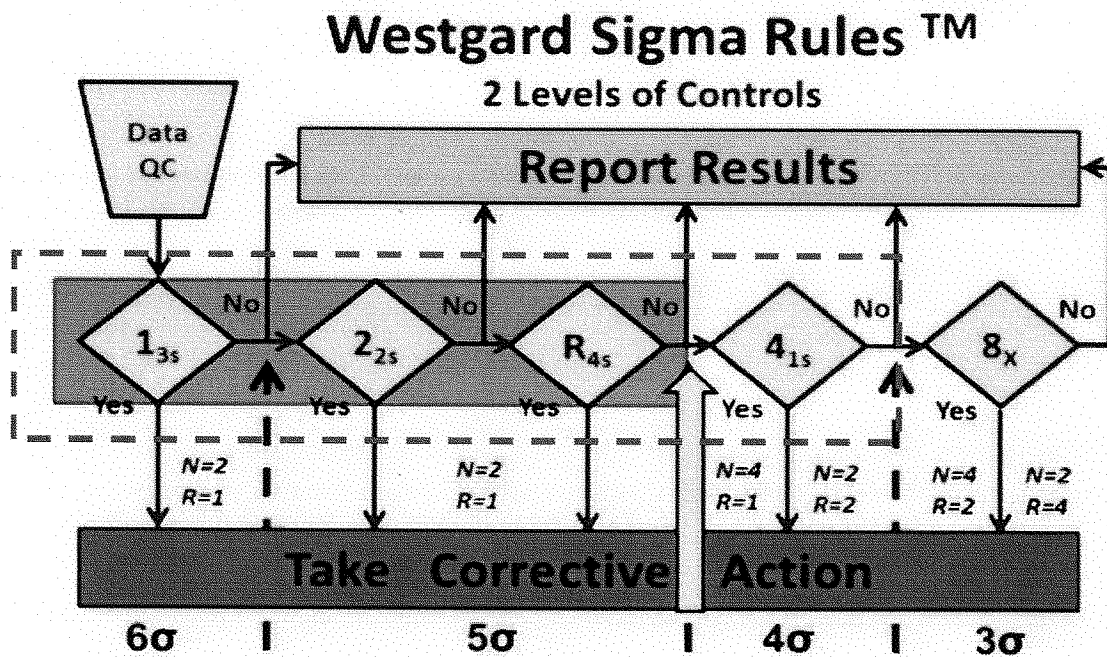 Westgard Sigma Rules ™
2 Levels of Controls
Data
QC
Report Results
No
No
No
No
No
1₃s
2₂s
R₄s
4₁s
8ₓ
Yes
Yes
Yes
Yes
Yes
N=2
R=1
N=2
R=1
N=4
R=1
N=2
R=2
N=4
R=2
N=2
R=4
Take Corrective Action
6σ
5σ
4σ
3σ